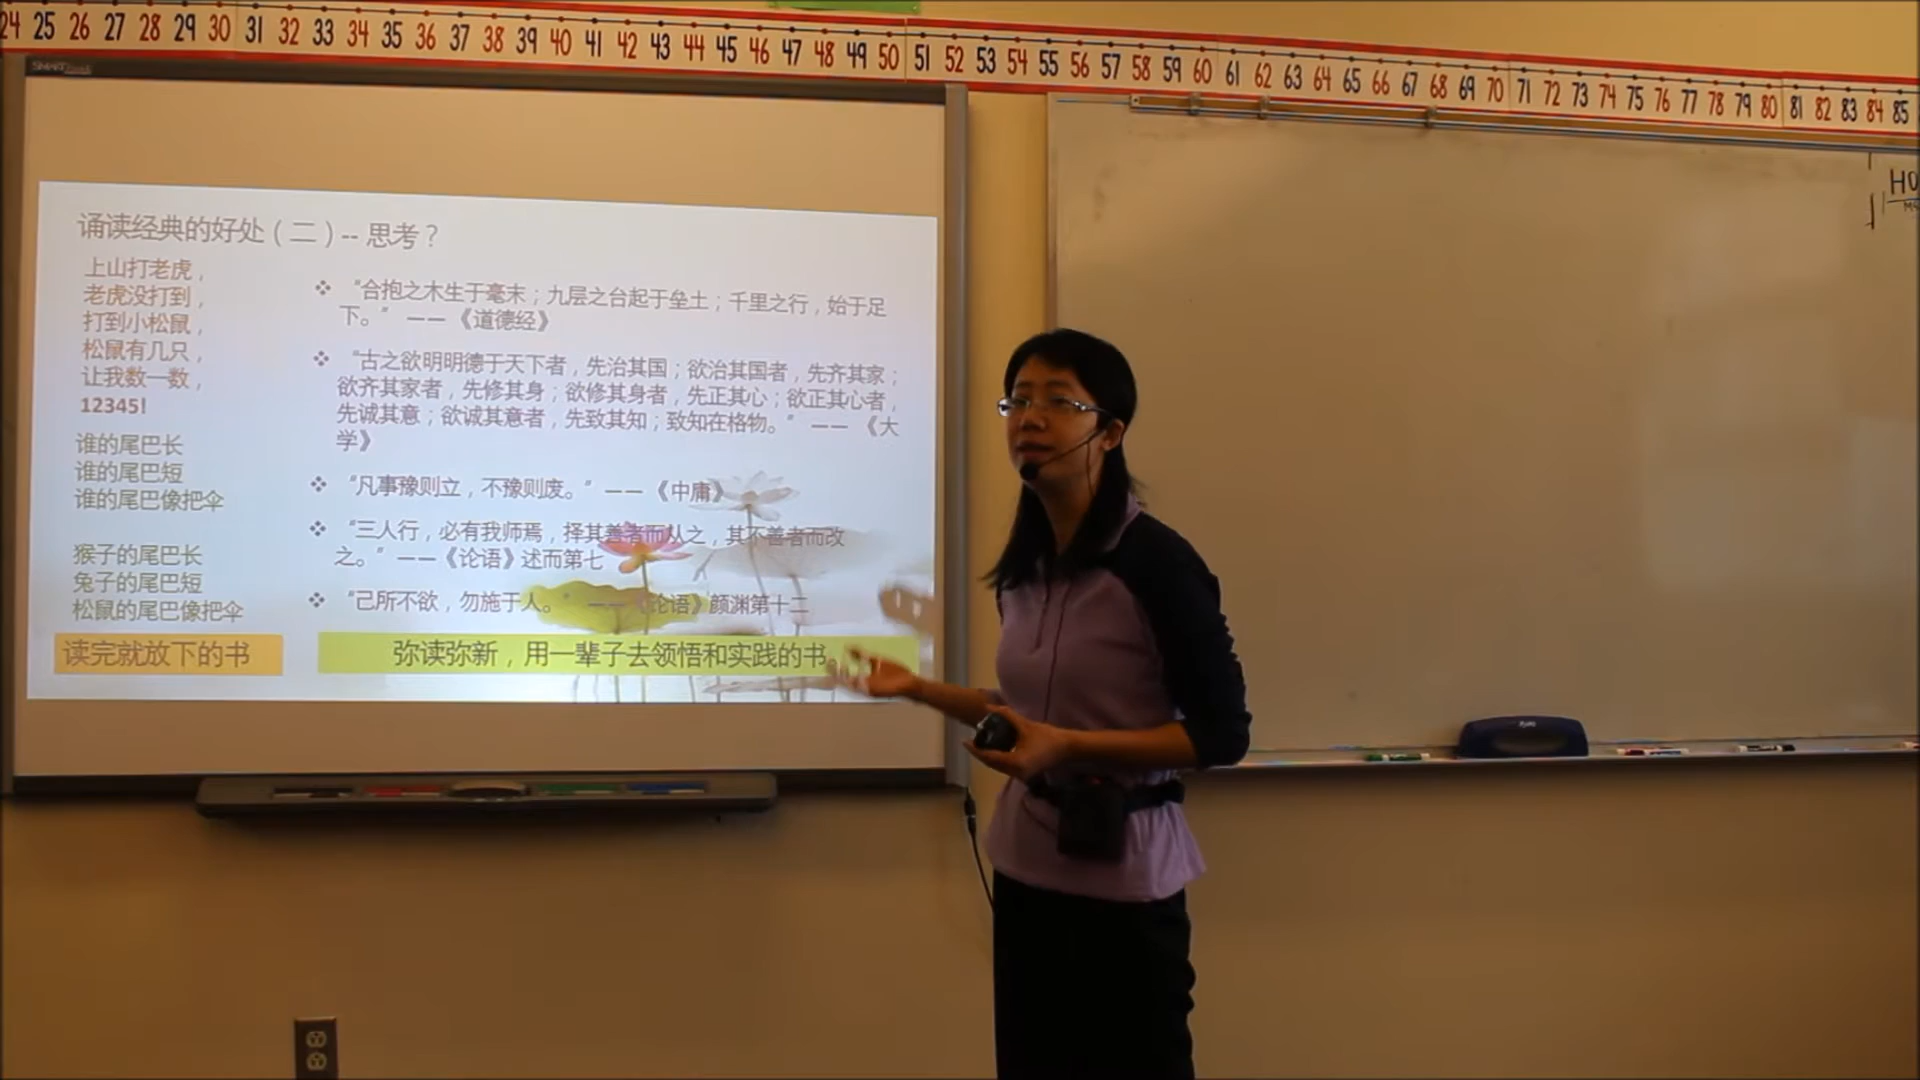 24 25 26 27 28 29 30 31 32 33 34 35 36 37 38 39 40 41 42 43 44 45 46 47 48 49 50 51 52 53 54 55 56 57 58 59 60 61 62 63 64 65 66 67 68 69 70 71 72 73 74 75 76 77 78 79 80 81 82 83 84 85
SMART
诵读经典的好处（二）-- 思考？
上山打老虎，
老虎没打到，
打到小松鼠，
松鼠有几只，
让我数一数，
12345!
谁的尾巴长
谁的尾巴短
谁的尾巴像把伞
猴子的尾巴长
兔子的尾巴短
松鼠的尾巴像把伞
读完就放下的书
“合抱之木生于毫末；九层之台起于垒土；千里之行，始于足
下。” —— 《道德经》
“古之欲明明德于天下者，先治其国；欲治其国者，先齐其家；
欲齐其家者，先修其身；欲修其身者，先正其心；欲正其心者，
先诚其意；欲诚其意者，先致其知；致知在格物。” —— 《大
学》
“凡事豫则立，不豫则废。” —— 《中庸》
“三人行，必有我师焉，择其善者而从之，其不善者而改
之。” ——《论语》述而第七
“己所不欲，勿施于人。” ——《论语》颜渊第十二
弥读弥新，用一辈子去领悟和实践的书。
HO